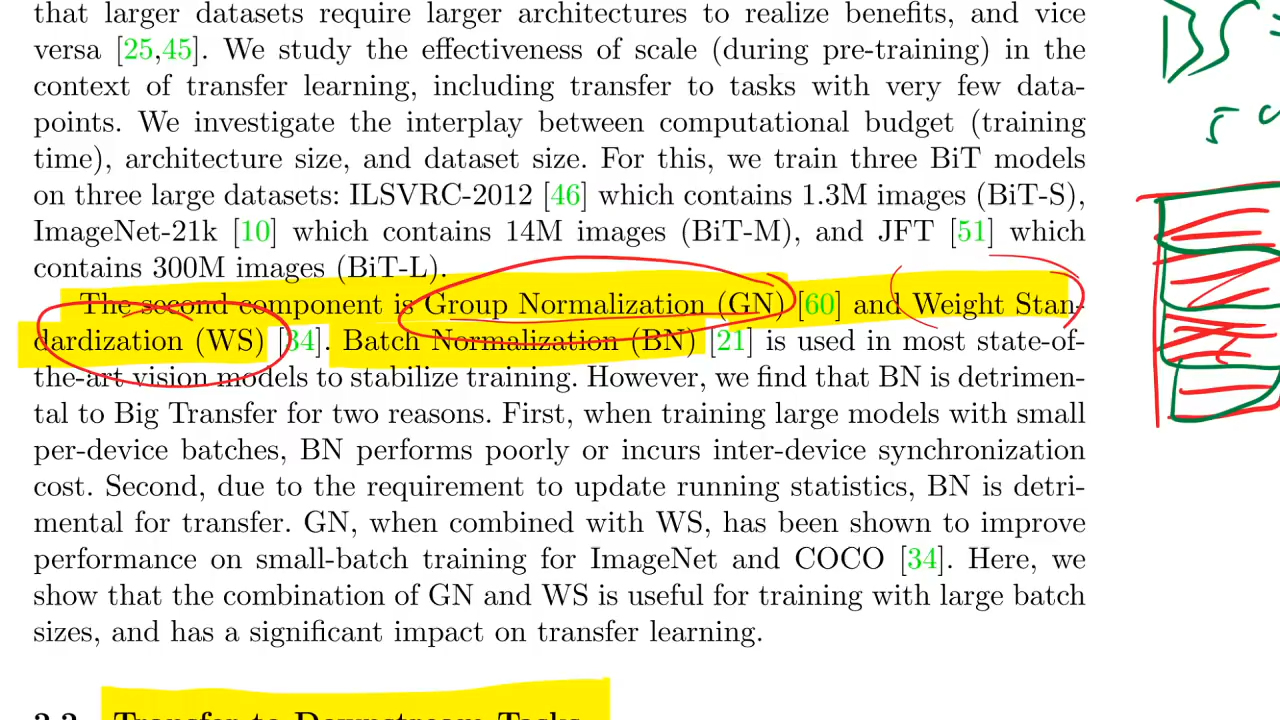 that larger datasets require larger architectures to realize benefits, and vice
versa [25,45]. We study the effectiveness of scale (during pre-training) in the
context of transfer learning, including transfer to tasks with very few data-
points. We investigate the interplay between computational budget (training
time), architecture size, and dataset size. For this, we train three BiT models
on three large datasets: ILSVRC-2012 [46] which contains 1.3M images (BiT-S),
ImageNet-21k [10] which contains 14M images (BiT-M), and JFT [51] which
contains 300M images (BiT-L).
The second component is Group Normalization (GN) [60] and Weight Stan-
dardization (WS) [34]. Batch Normalization (BN) [21] is used in most state-of-
the-art vision models to stabilize training. However, we find that BN is detrimen-
tal to Big Transfer for two reasons. First, when training large models with small
per-device batches, BN performs poorly or incurs inter-device synchronization
cost. Second, due to the requirement to update running statistics, BN is detri-
mental for transfer. GN, when combined with WS, has been shown to improve
performance on small-batch training for ImageNet and COCO [34]. Here, we
show that the combination of GN and WS is useful for training with large batch
sizes, and has a significant impact on transfer learning.
Transfer to Downstream Tasks
BS =